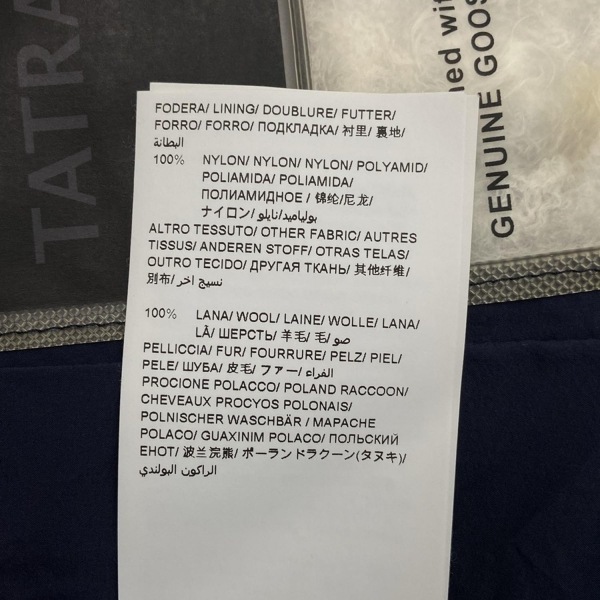 TATRA
ned with
GENUINE GOOS
FODERA/ LINING/ DOUBLURE/ FUTTER/
FORRO/ FORRO/ ПОДКЛАДКА/ 衬里/ 裏地/
البطانة
100% NYLON/ NYLON/ NYLON/ POLYAMID/
POLIAMIDA/ POLIAMIDA/
ПОЛИАМИДНОЕ / 锦纶/尼龙/
ナイロン/ بولياميد/نايلو
ALTRO TESSUTO/ OTHER FABRIC/ AUTRES
TISSUS/ ANDEREN STOFF/ OTRAS TELAS/
OUTRO TECIDO/ ДРУГАЯ ТКАНЬ/ 其他纤维/
別布/ نسيج اخر
100% LANA/ WOOL/ LAINE/ WOLLE/ LANA/
LÀ/ ШЕРСТЬ/ 羊毛/ 毛/ صو
PELLICCIA/ FUR/ FOURRURE/ PELZ/ PIEL/
PELE/ ШУБА/ 皮毛/ ファー/ الفراء/
PROCIONE POLACCO/ POLAND RACCOON/
CHEVEAUX PROCYOS POLONAIS/
POLNISCHER WASCHBÄR / MAPACHE
POLACO/ GUAXINIM POLACO/ ПОЛЬСКИЙ
ЕНОТ/ 波兰浣熊/ ポーランドラクーン(タヌキ)/
الراكون البولندي